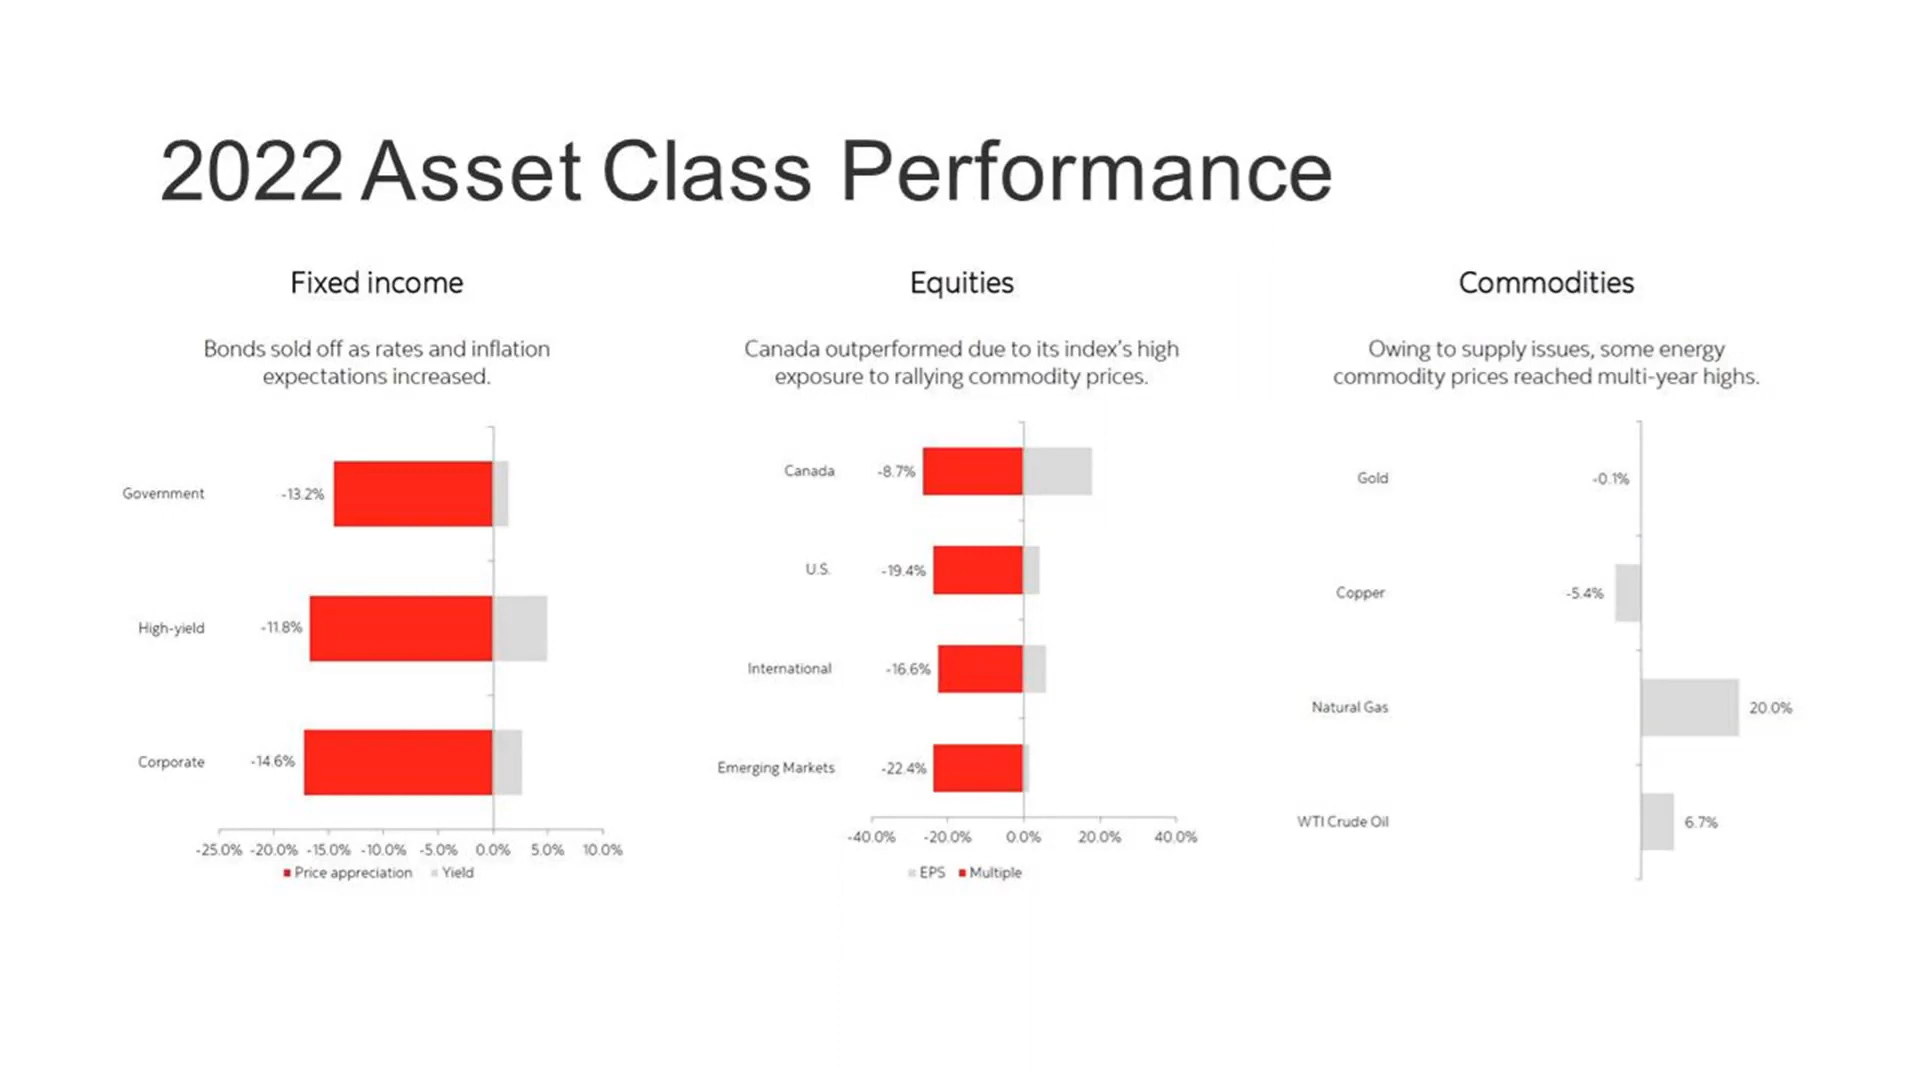 2022 Asset Class Performance
Fixed income
Bonds sold off as rates and inflation
expectations increased.
Government
-13.2%
High-yield
-11.8%
Corporate
-14.6%
-25.0% -20.0% -15.0% -10.0% -5.0% 0.0% 5.0% 10.0%
Price appreciation Yield
Equities
Canada outperformed due to its index's high
exposure to rallying commodity prices.
Canada
-8.7%
U.S.
-19.4%
International
-16.6%
Emerging Markets
-22.4%
-40.0% -20.0% 0.0% 20.0% 40.0%
EPS Multiple
Commodities
Owing to supply issues, some energy
commodity prices reached multi-year highs.
Gold
-0.1%
Copper
-5.4%
Natural Gas
20.0%
WTI Crude Oil
6.7%